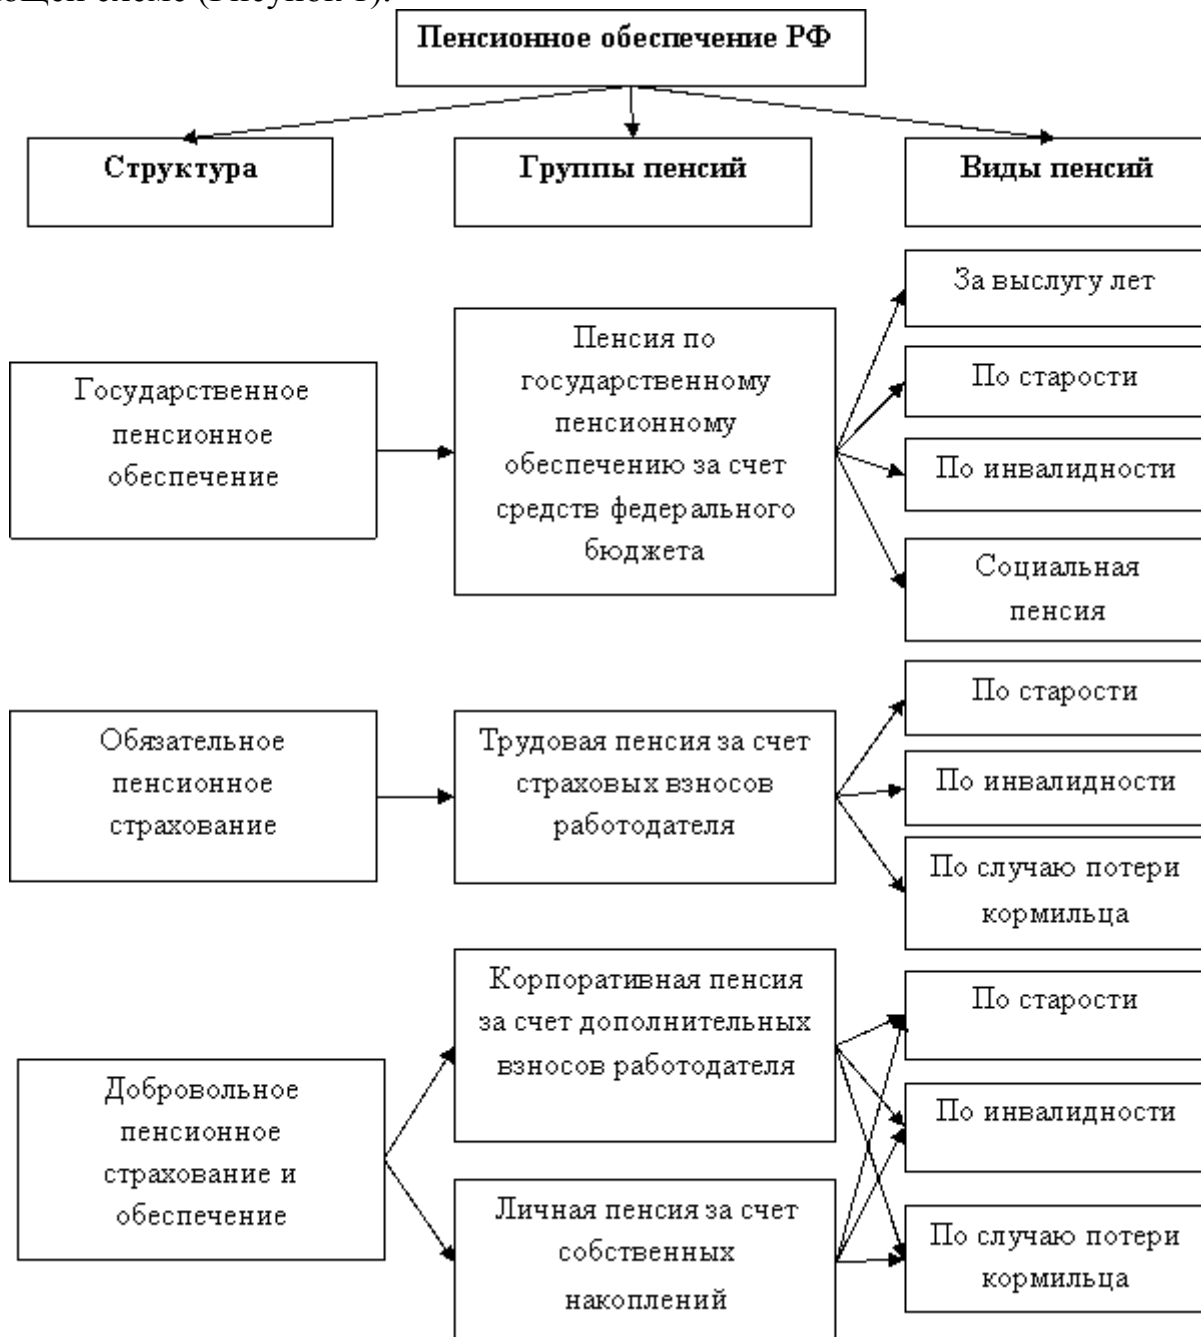 схеме (Рисунок 1).
Пенсионное обеспечение РФ
Структура
Группы пенсий
Виды пенсий
Государственное
пенсионное
обеспечение
Пенсия по
государственному
пенсионному
обеспечению за счет
средств федерального
бюджета
За выслугу лет
По старости
По инвалидности
Социальная
пенсия
Обязательное
пенсионное
страхование
Трудовая пенсия за счет
страховых взносов
работодателя
По старости
По инвалидности
По случаю потери
кормильца
Добровольное
пенсионное
страхование и
обеспечение
Корпоративная пенсия
за счет дополнительных
взносов работодателя
Личная пенсия за счет
собственных
накоплений
По старости
По инвалидности
По случаю потери
кормильца